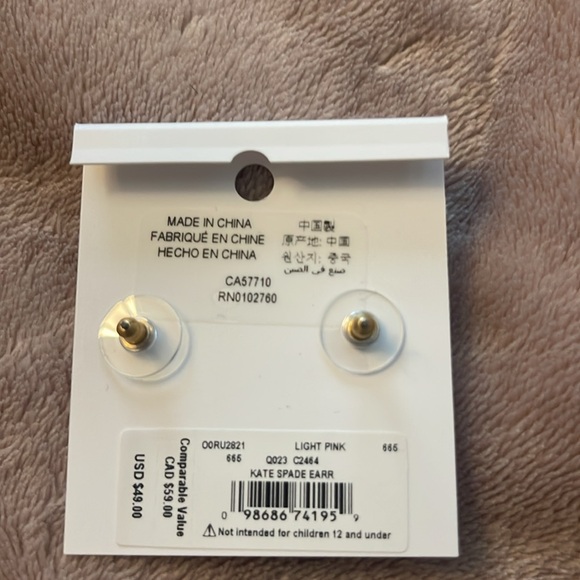 MADE IN CHINA
FABRIQUÉ EN CHINE
HECHO EN CHINA
中国製
原产地: 中国
원산지: 중국
صنع في الصين
CA57710
RN0102760
O0RU2821 LIGHT PINK 665
665 Q023 C2464
KATE SPADE EARR
0 98686 74195 9
⚠Not intended for children 12 and under
Comparable Value
CAD $59.00
USD $49.00